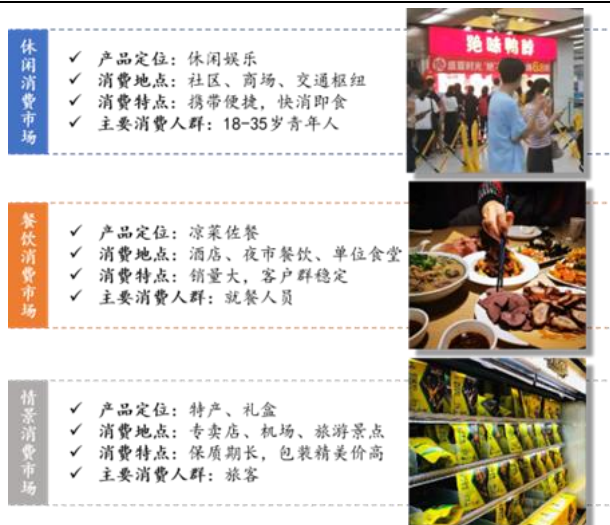 休闲消费市场
✓ 产品定位：休闲娱乐
✓ 消费地点：社区、商场、交通枢纽
✓ 消费特点：携带便捷，快消即食
✓ 主要消费人群：18-35岁青年人
绝味鸭脖
餐饮消费市场
✓ 产品定位：凉菜佐餐
✓ 消费地点：酒店、夜市餐饮、单位食堂
✓ 消费特点：销量大，客户群稳定
✓ 主要消费人群：就餐人员
情景消费市场
✓ 产品定位：特产、礼盒
✓ 消费地点：专卖店、机场、旅游景点
✓ 消费特点：保质期长，包装精美价高
✓ 主要消费人群：旅客